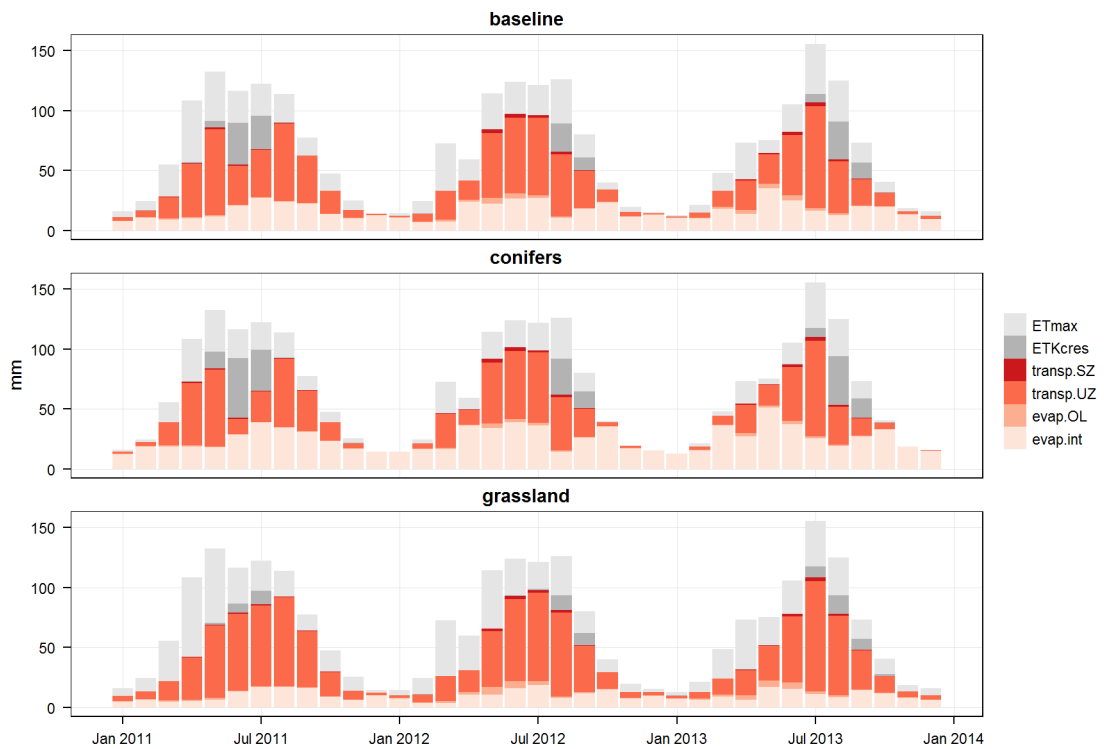 baseline
150
100
50
0
conifers
150
100
50
0
mm
grassland
150
100
50
0
Jan 2011
Jul 2011
Jan 2012
Jul 2012
Jan 2013
Jul 2013
Jan 2014
ETmax
ETKcres
transp.SZ
transp.UZ
evap.OL
evap.int